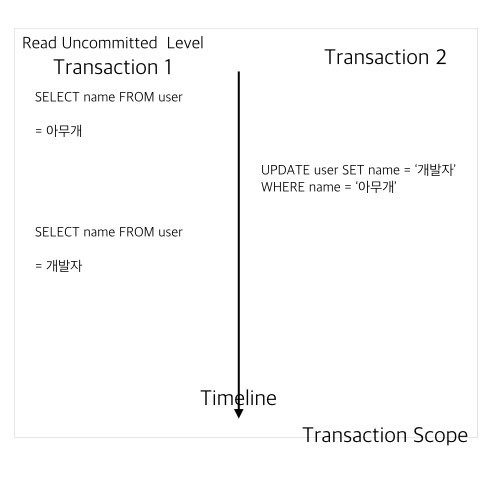 Read Uncommitted  Level
Transaction 1
Transaction 2
SELECT name FROM user
= 아무개
UPDATE user SET name = ‘개발자’
WHERE name = ‘아무개’
SELECT name FROM user
= 개발자
Timeline
Transaction Scope